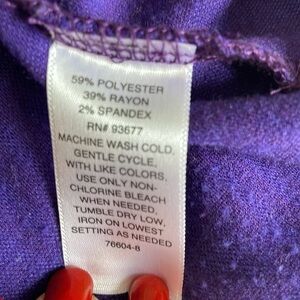 59% POLYESTER
39% RAYON
2% SPANDEX
RN# 93677
MACHINE WASH COLD,
GENTLE CYCLE,
WITH LIKE COLORS.
USE ONLY NON-
CHLORINE BLEACH
WHEN NEEDED,
TUMBLE DRY LOW,
IRON ON LOWEST
SETTING AS NEEDED
76604-8